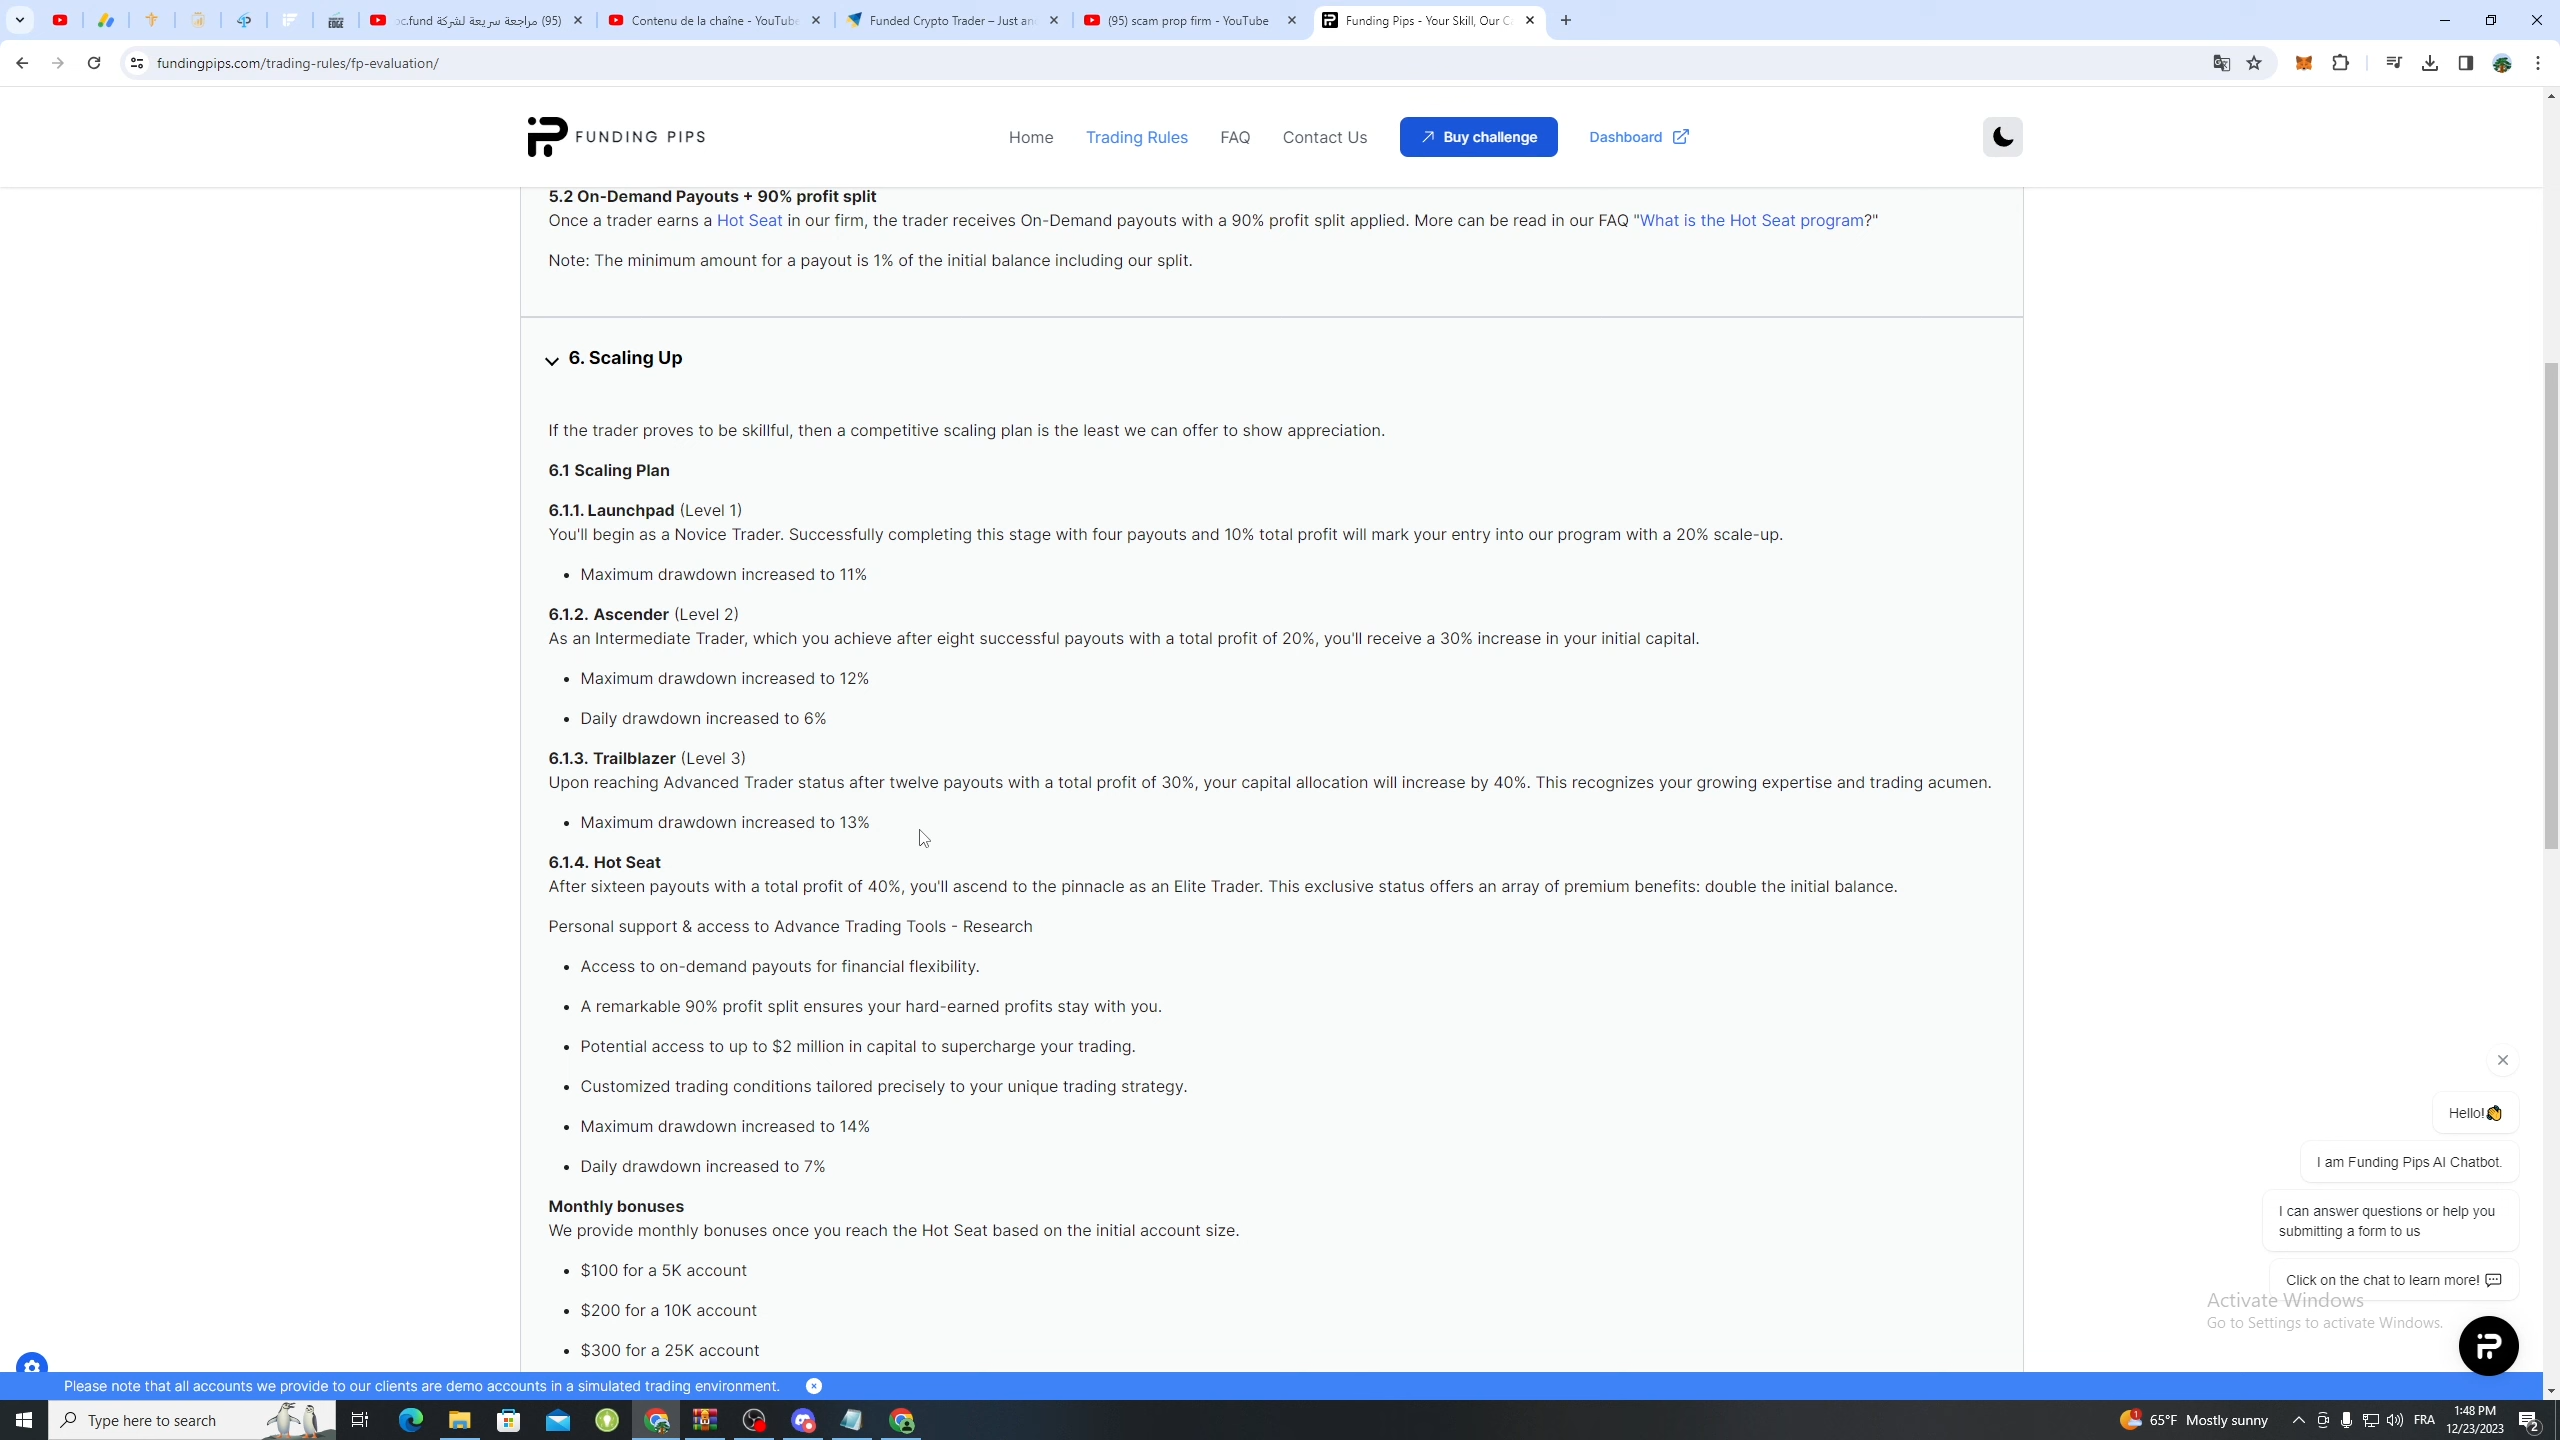 (95) مراجعة سريعة لشركة oc.fund
Contenu de la chaîne - YouTube
Funded Crypto Trader – Just an
(95) scam prop firm - YouTube
Funding Pips - Your Skill, Our C
fundingpips.com/trading-rules/fp-evaluation/
FUNDING PIPS
Home
Trading Rules
FAQ
Contact Us
Buy challenge
Dashboard
5.2 On-Demand Payouts + 90% profit split
Once a trader earns a Hot Seat in our firm, the trader receives On-Demand payouts with a 90% profit split applied. More can be read in our FAQ "What is the Hot Seat program?"
Note: The minimum amount for a payout is 1% of the initial balance including our split.
6. Scaling Up
If the trader proves to be skillful, then a competitive scaling plan is the least we can offer to show appreciation.
6.1 Scaling Plan
6.1.1. Launchpad (Level 1)
You'll begin as a Novice Trader. Successfully completing this stage with four payouts and 10% total profit will mark your entry into our program with a 20% scale-up.
• Maximum drawdown increased to 11%
6.1.2. Ascender (Level 2)
As an Intermediate Trader, which you achieve after eight successful payouts with a total profit of 20%, you'll receive a 30% increase in your initial capital.
• Maximum drawdown increased to 12%
• Daily drawdown increased to 6%
6.1.3. Trailblazer (Level 3)
Upon reaching Advanced Trader status after twelve payouts with a total profit of 30%, your capital allocation will increase by 40%. This recognizes your growing expertise and trading acumen.
• Maximum drawdown increased to 13%
6.1.4. Hot Seat
After sixteen payouts with a total profit of 40%, you'll ascend to the pinnacle as an Elite Trader. This exclusive status offers an array of premium benefits: double the initial balance.
Personal support & access to Advance Trading Tools - Research
• Access to on-demand payouts for financial flexibility.
• A remarkable 90% profit split ensures your hard-earned profits stay with you.
• Potential access to up to $2 million in capital to supercharge your trading.
• Customized trading conditions tailored precisely to your unique trading strategy.
• Maximum drawdown increased to 14%
• Daily drawdown increased to 7%
Monthly bonuses
We provide monthly bonuses once you reach the Hot Seat based on the initial account size.
• $100 for a 5K account
• $200 for a 10K account
• $300 for a 25K account
Hello!👋
I am Funding Pips AI Chatbot.
I can answer questions or help you
submitting a form to us
Click on the chat to learn more! 💬
Activate Windows
Go to Settings to activate Windows.
Please note that all accounts we provide to our clients are demo accounts in a simulated trading environment.
Type here to search
65°F Mostly sunny
FRA
1:48 PM
12/23/2023
2